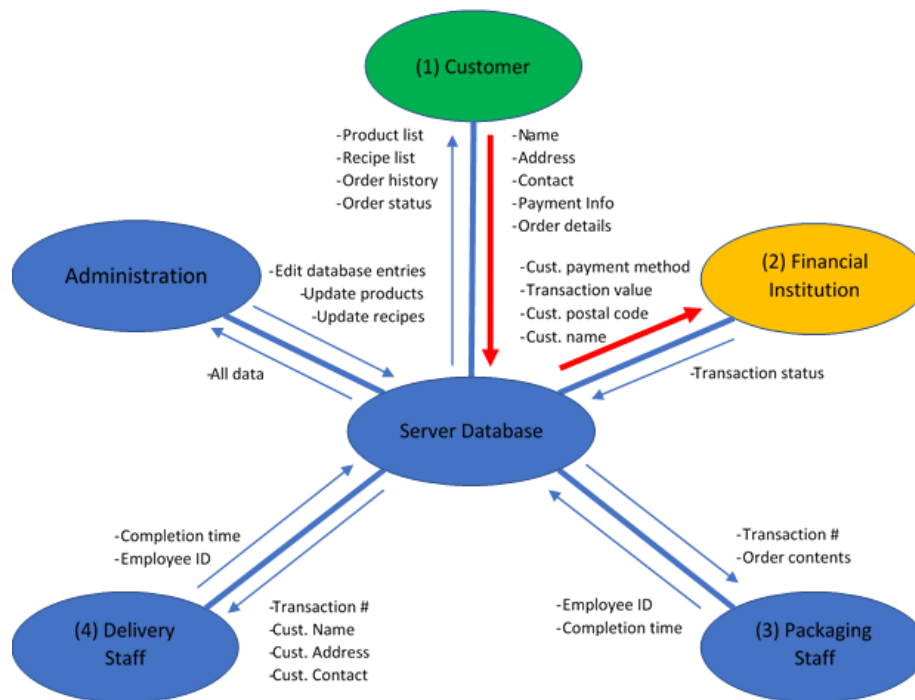 (1) Customer
-Product list
-Recipe list
-Order history
-Order status
-Name
-Address
-Contact
-Payment Info
-Order details
Administration
-Edit database entries
-Update products
-Update recipes
-All data
-Cust. payment method
-Transaction value
-Cust. postal code
-Cust. name
(2) Financial
Institution
-Transaction status
Server Database
-Completion time
-Employee ID
-Transaction #
-Order contents
(4) Delivery
Staff
-Transaction #
-Cust. Name
-Cust. Address
-Cust. Contact
-Employee ID
-Completion time
(3) Packaging
Staff